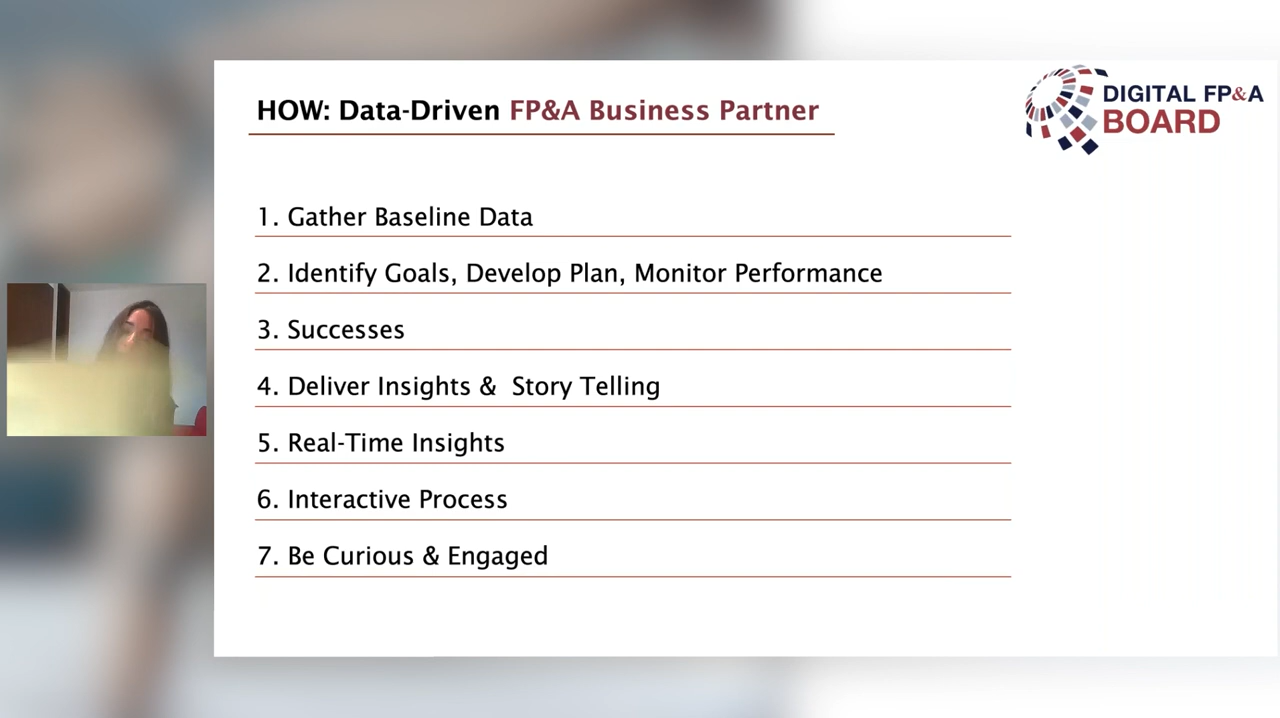 HOW: Data-Driven FP&A Business Partner
DIGITAL FP&A
BOARD
1. Gather Baseline Data
2. Identify Goals, Develop Plan, Monitor Performance
3. Successes
4. Deliver Insights &  Story Telling
5. Real-Time Insights
6. Interactive Process
7. Be Curious & Engaged